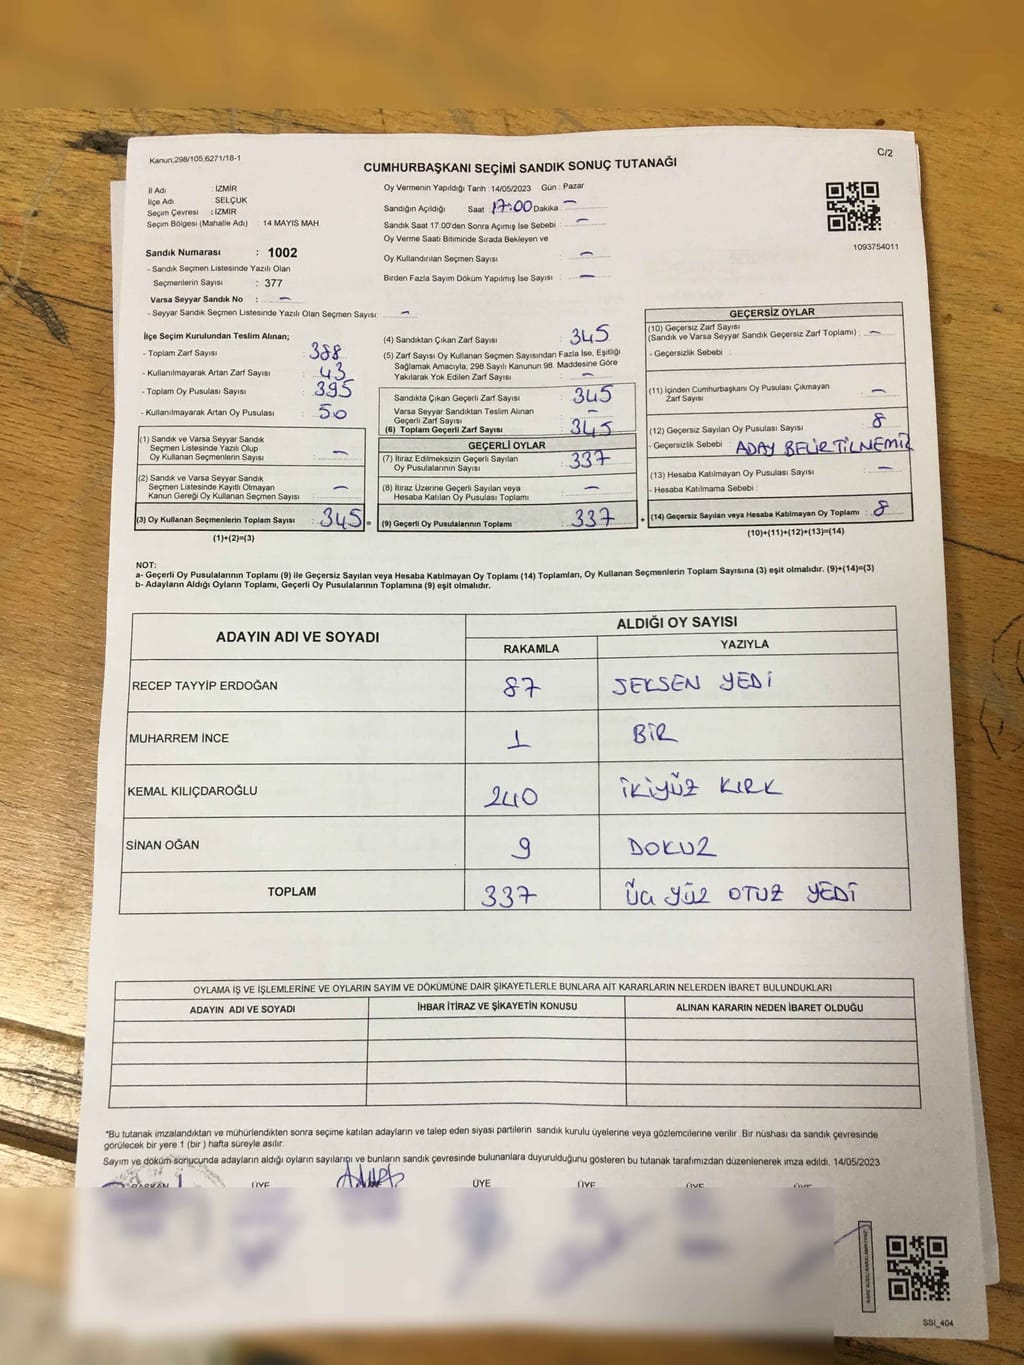 Kanun,298/105,6271/18-1
C/2
CUMHURBAŞKANI SEÇİMİ SANDIK SONUÇ TUTANAĞI
İl Adı : İZMİR
İlçe Adı : SELÇUK
Seçim Çevresi : İZMİR
Seçim Bölgesi (Mahalle Adı) : 14 MAYIS MAH
Sandık Numarası : 1002
- Sandık Seçmen Listesinde Yazılı Olan
Seçmenlerin Sayısı : 377
Varsa Seyyar Sandık No : -
- Seyyar Sandık Seçmen Listesinde Yazılı Olan Seçmen Sayısı: -
Oy Vermenin Yapıldığı Tarih :14/05/2023 Gün : Pazar
Sandığın Açıldığı Saat 17:00 Dakika -
Sandık Saat 17.00'den Sonra Açımış İse Sebebi : -
Oy Verme Saati Bitiminde Sırada Bekleyen ve
Oy Kullandırılan Seçmen Sayısı : -
Birden Fazla Sayım Döküm Yapılmış İse Sayısı : -
1093754011
İlçe Seçim Kurulundan Teslim Alınan;
- Toplam Zarf Sayısı : 388
- Kullanılmayarak Artan Zarf Sayısı : 43
- Toplam Oy Pusulası Sayısı : 395
- Kullanılmayarak Artan Oy Pusulası : 50
(1) Sandık ve Varsa Seyyar Sandık
Seçmen Listesinde Yazılı Olup
Oy Kullanan Seçmenlerin Sayısı : -
(2) Sandık ve Varsa Seyyar Sandık
Seçmen Listesinde Kayıtlı Olmayan
Kanun Gereği Oy Kullanan Seçmen Sayısı : -
(3) Oy Kullanan Seçmenlerin Toplam Sayısı : 345 =
(1)+(2)=(3)
(4) Sandıktan Çıkan Zarf Sayısı : 345
(5) Zarf Sayısı Oy Kullanan Seçmen Sayısından Fazla İse, Eşitliği
Sağlamak Amacıyla, 298 Sayılı Kanunun 98. Maddesine Göre
Yakılarak Yok Edilen Zarf Sayısı : -
Sandıkta Çıkan Geçerli Zarf Sayısı : 345
Varsa Seyyar Sandıktan Teslim Alınan
Geçerli Zarf Sayısı : -
(6) Toplam Geçerli Zarf Sayısı : 345
GEÇERLİ OYLAR
(7) İtiraz Edilmeksizin Geçerli Sayılan
Oy Pusulalarının Sayısı : 337
(8) İtiraz Üzerine Geçerli Sayılan veya
Hesaba Katılan Oy Pusulası Toplamı : -
(9) Geçerli Oy Pusulalarının Toplamı : 337 +
GEÇERSİZ OYLAR
(10) Geçersiz Zarf Sayısı
(Sandık ve Varsa Seyyar Sandık Geçersiz Zarf Toplamı) : -
- Geçersizlik Sebebi :
(11) İçinden Cumhurbaşkanı Oy Pusulası Çıkmayan
Zarf Sayısı : -
(12) Geçersiz Sayılan Oy Pusulası Sayısı : 8
- Geçersizlik Sebebi : ADAY BELİRTİLNEMİZ
(13) Hesaba Katılmayan Oy Pusulası Sayısı : -
- Hesaba Katılmama Sebebi :
(14) Geçersiz Sayılan veya Hesaba Katılmayan Oy Toplamı : 8
(10)+(11)+(12)+(13)=(14)
NOT:
a- Geçerli Oy Pusulalarının Toplamı (9) ile Geçersiz Sayılan veya Hesaba Katılmayan Oy Toplamı (14) Toplamları, Oy Kullanan Seçmenlerin Toplam Sayısına (3) eşit olmalıdır. (9)+(14)=(3)
b- Adayların Aldığı Oyların Toplamı, Geçerli Oy Pusulalarının Toplamına (9) eşit olmalıdır.
ADAYIN ADI VE SOYADI
ALDIĞI OY SAYISI
RAKAMLA YAZIYLA
RECEP TAYYİP ERDOĞAN 87 SEKSEN YEDİ
MUHARREM İNCE 1 BİR
KEMAL KILIÇDAROĞLU 240 İKİYÜZ KIRK
SİNAN OĞAN 9 DOKUZ
TOPLAM 337 ÜÇ YÜZ OTUZ YEDİ
OYLAMA İŞ VE İŞLEMLERİNE VE OYLARIN SAYIM VE DÖKÜMÜNE DAİR ŞİKAYETLERLE BUNLARA AİT KARARLARIN NELERDEN İBARET BULUNDUKLARI
ADAYIN ADI VE SOYADI İHBAR İTİRAZ VE ŞİKAYETİN KONUSU ALINAN KARARIN NEDEN İBARET OLDUĞU
*Bu tutanak imzalandıktan ve mühürlendikten sonra seçime katılan adayların ve talep eden siyasi partilerin sandık kurulu üyelerine veya gözlemcilerine verilir .Bir nüshası da sandık çevresinde
görülecek bir yere 1 (bir ) hafta süreyle asılır.
Sayım ve döküm sonucunda adayların aldığı oyların sayılarını ve bunların sandık çevresinde bulunanlara duyurulduğunu gösteren bu tutanak tarafımızdan düzenlenerek imza edildi. 14/05/2023
BAŞKAN ÜYE ÜYE ÜYE ÜYE ÜYE
SSİ_404